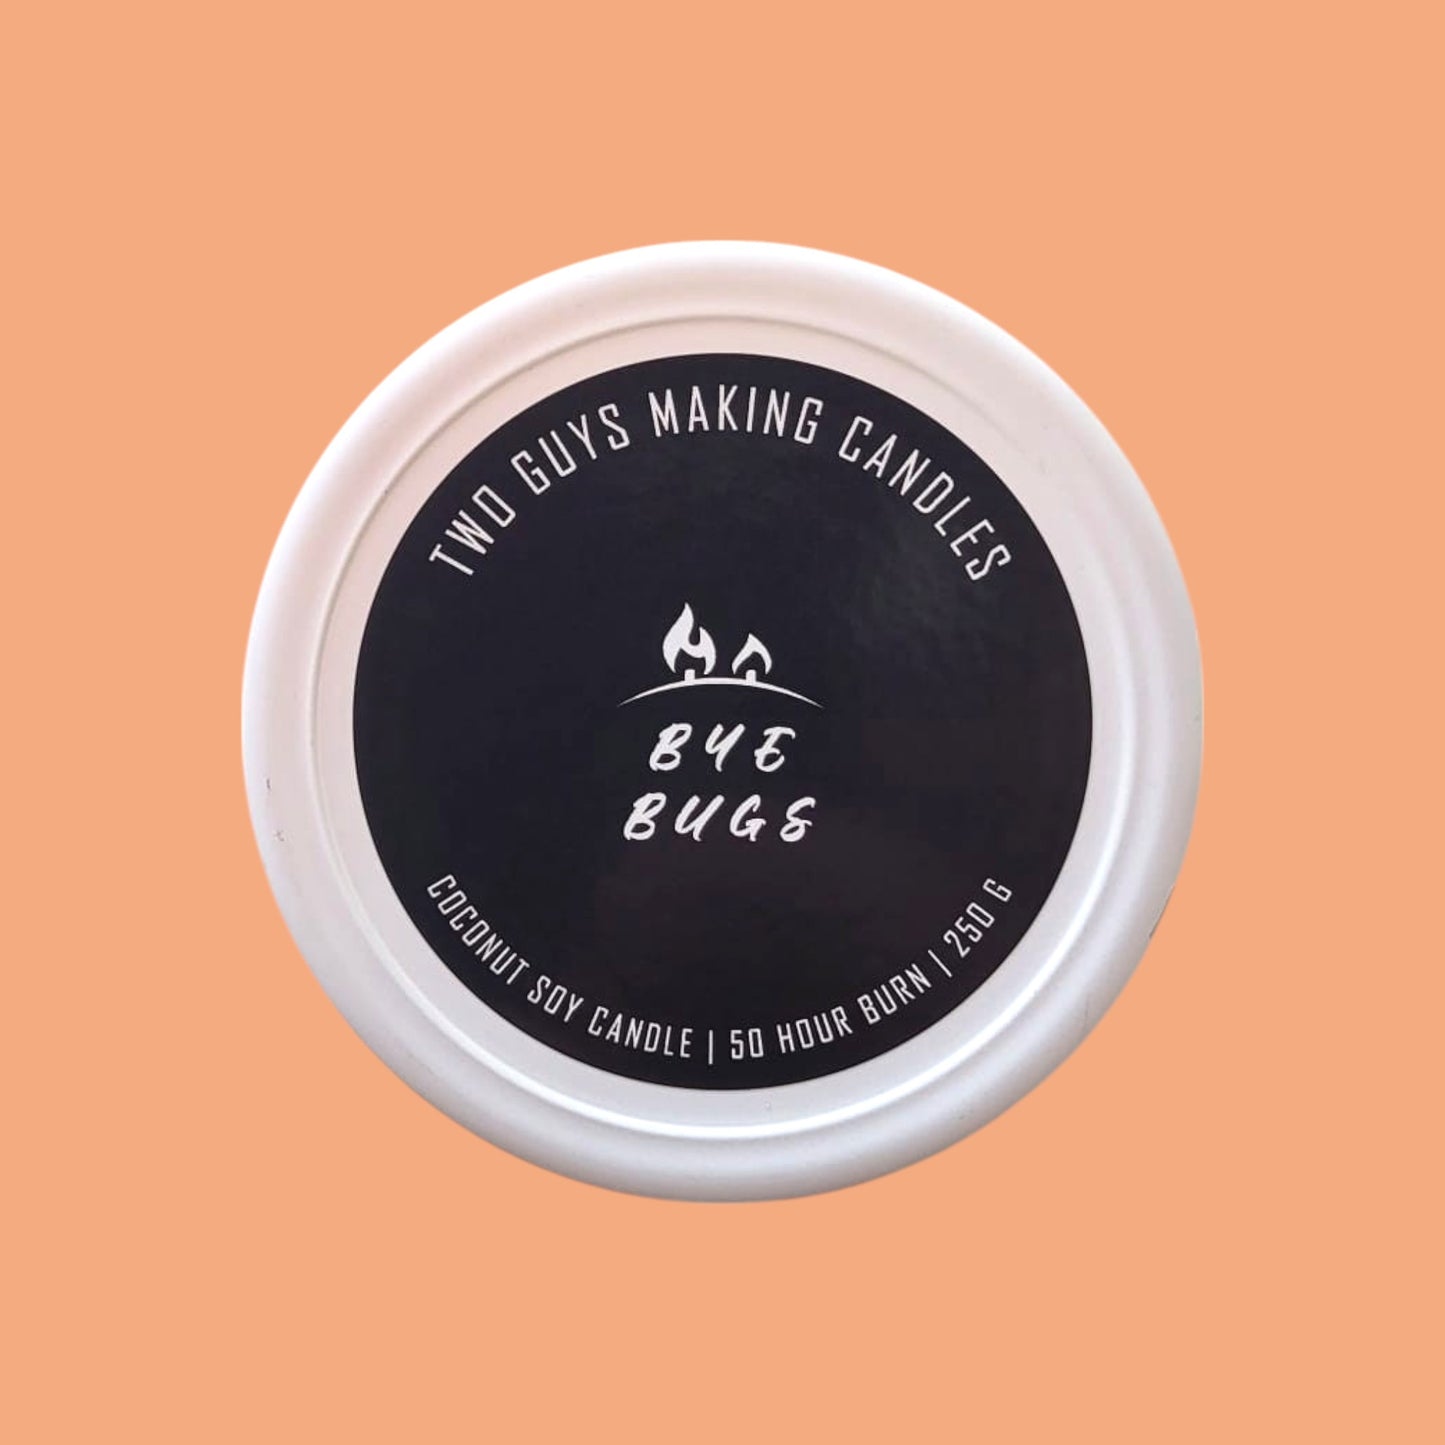 TWO GUYS MAKING CANDLES
BYE
BUGS
COCONUT SOY CANDLE | 50 HOUR BURN | 250 G